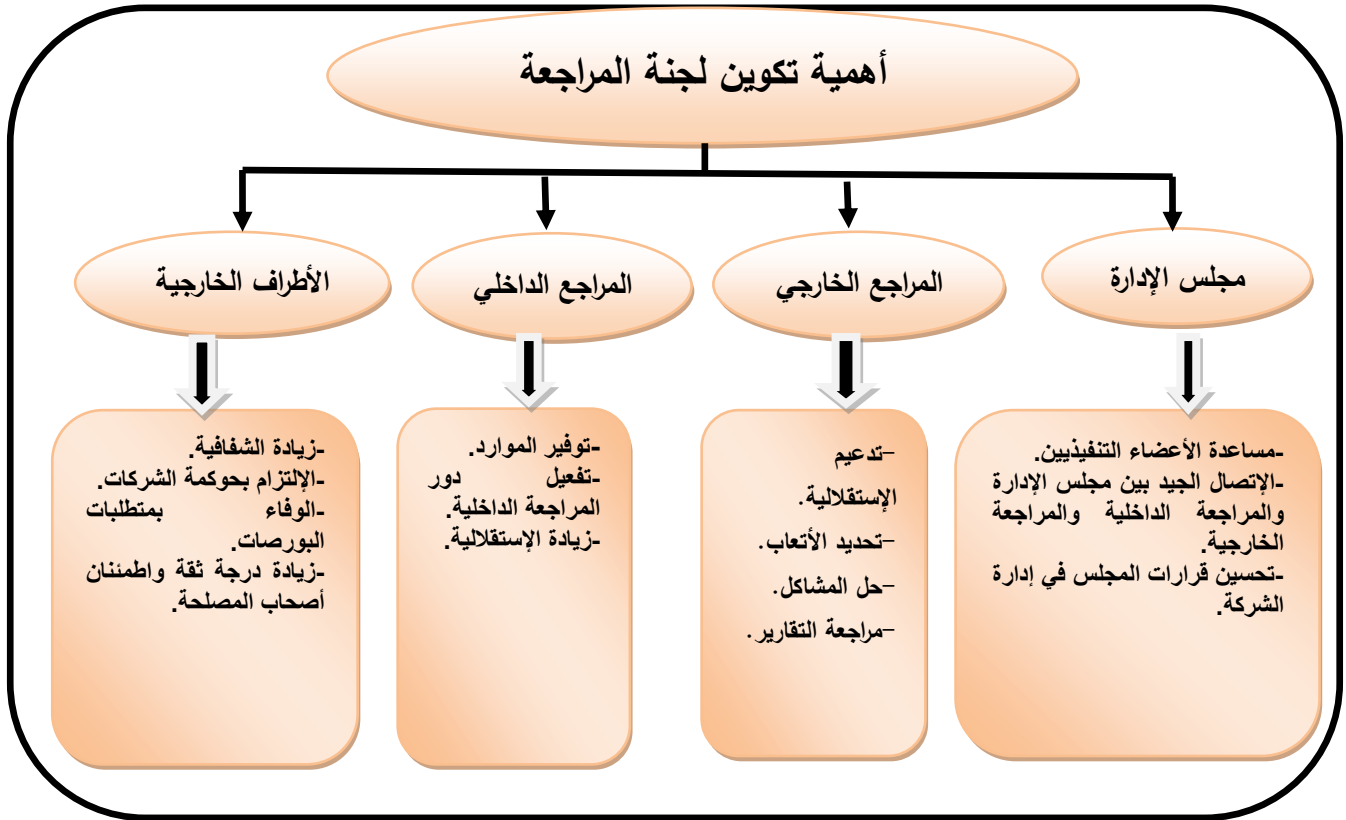 أهمية تكوين لجنة المراجعة
مجلس الإدارة
المراجع الخارجي
المراجع الداخلي
الأطراف الخارجية
-مساعدة الأعضاء التنفيذيين.
-الإتصال الجيد بين مجلس الإدارة
والمراجعة الداخلية والمراجعة
الخارجية.
-تحسين قرارات المجلس في إدارة
الشركة.
-تدعيم
الإستقلالية.
-تحديد الأتعاب.
-حل المشاكل.
-مراجعة التقارير.
-توفير الموارد.
-تفعيل دور
المراجعة الداخلية.
-زيادة الإستقلالية.
-زيادة الشفافية.
-الإلتزام بحوكمة الشركات.
-الوفاء بمتطلبات
البورصات.
-زيادة درجة ثقة واطمئنان
أصحاب المصلحة.